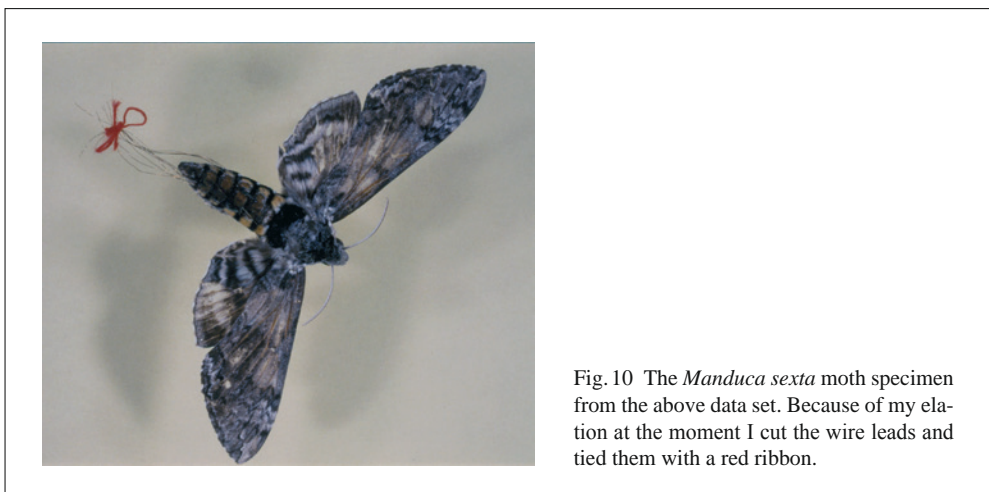 Fig. 10 The Manduca sexta moth specimen
from the above data set. Because of my ela-
tion at the moment I cut the wire leads and
tied them with a red ribbon.